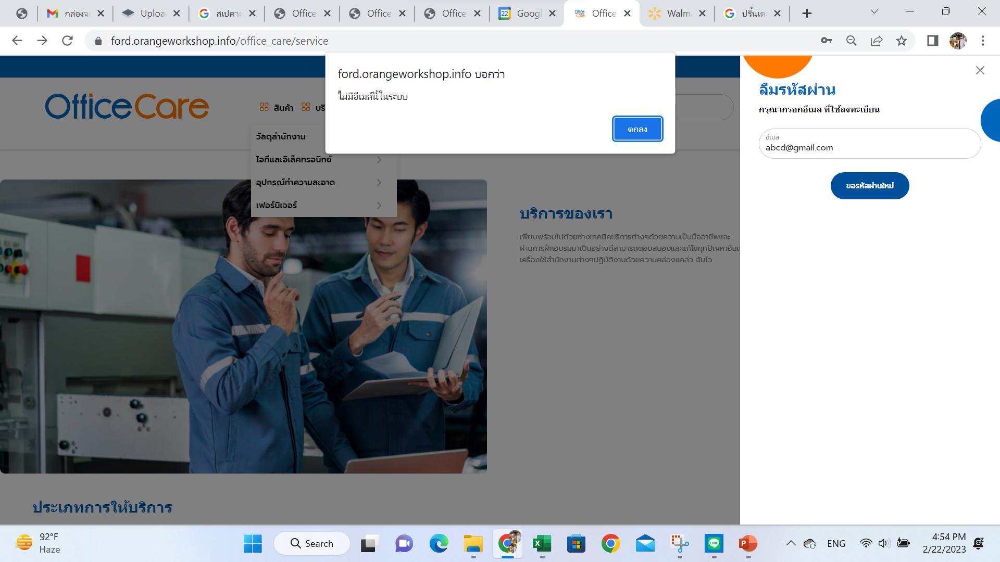 กล่องจ
Uploa
สเปคาเ
Office
Office
Office
Googl
Office
Walm
ปริ้นเต
ford.orangeworkshop.info/office_care/service
ford.orangeworkshop.info บอกว่า
ไม่มีอีเมล์นี้ในระบบ
ตกลง
OfficeCare
สินค้า
บริ
วัสดุสำนักงาน
ไอทีและอิเล็คทรอนิกซ์
อุปกรณ์ทำความสะอาด
เฟอร์นิเจอร์
บริการของเรา
เพียบพร้อมไปด้วยช่างเทคนิคบริการต่างๆด้วยความเป็นมืออาชีพและ
ผ่านการฝึกอบรมมาเป็นอย่างดีสามารถตอบสนองและแก้ไขทุกปัญหาอันเ
เครื่องใช้สำนักงานต่างๆปฏิบัติงานด้วยความคล่องแคล่ว ฉับไว
ประเภทการให้บริการ
ลืมรหัสผ่าน
กรุณากรอกอีเมล ที่ใช้ลงทะเบียน
อีเมล
abcd@gmail.com
ขอรหัสผ่านใหม่
92°F
Haze
Search
ENG
4:54 PM
2/22/2023